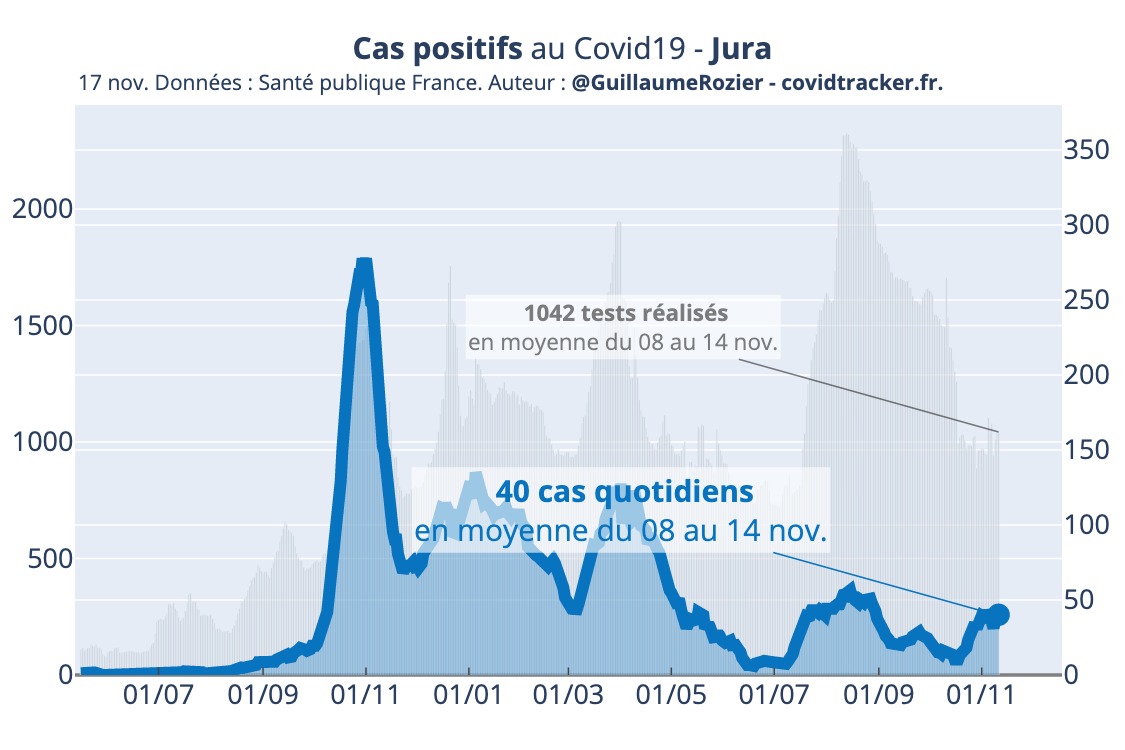 Cas positifs au Covid19 - Jura
17 nov. Données : Santé publique France. Auteur : @GuillaumeRozier - covidtracker.fr.
350
2000
300
250
1500
1042 tests réalisés
en moyenne du 08 au 14 nov.
200
1000
150
40 cas quotidiens
en moyenne du 08 au 14 nov.
100
500
50
0
0
01/07 01/09 01/11 01/01 01/03 01/05 01/07 01/09 01/11